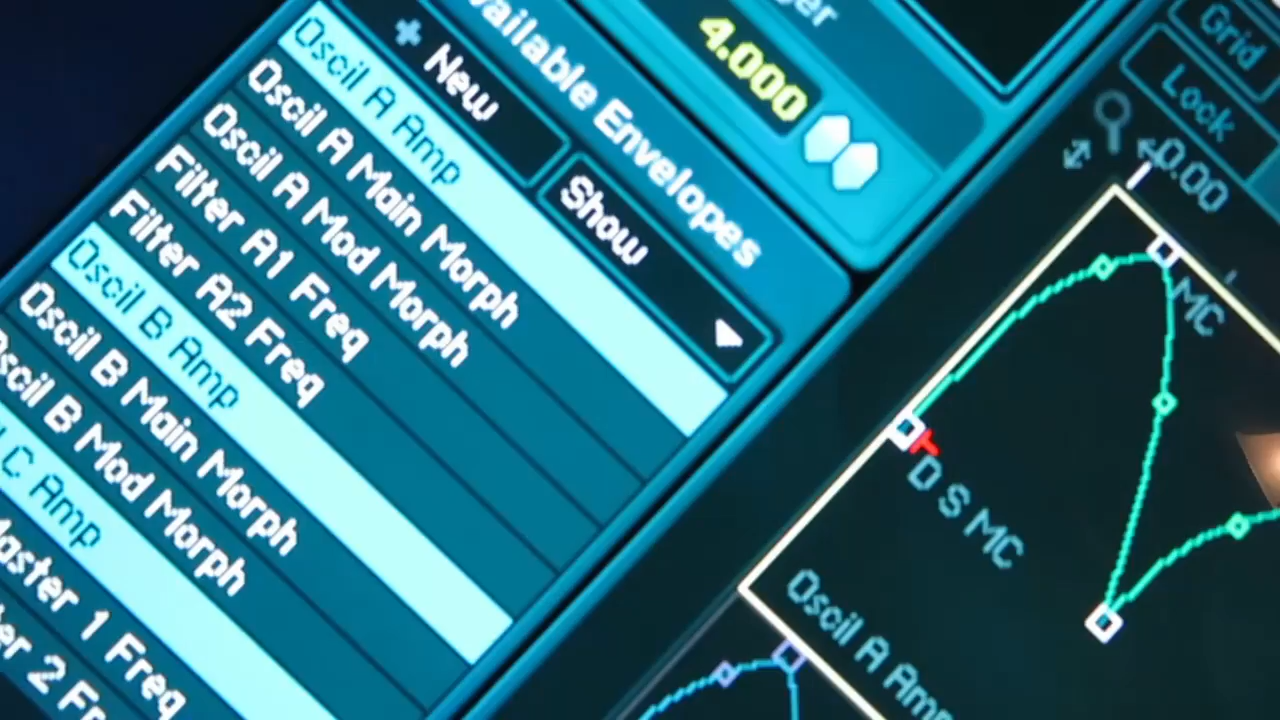 Available Envelopes
New
Show
Oscil A Amp
Oscil A Main Morph
Oscil A Mod Morph
Filter A1 Freq
Filter A2 Freq
Oscil B Amp
Oscil B Main Morph
Oscil B Mod Morph
C Amp
Master 1 Freq
2
4.000
Grid
Lock
0.00
MC
D S MC
Oscil A Amp